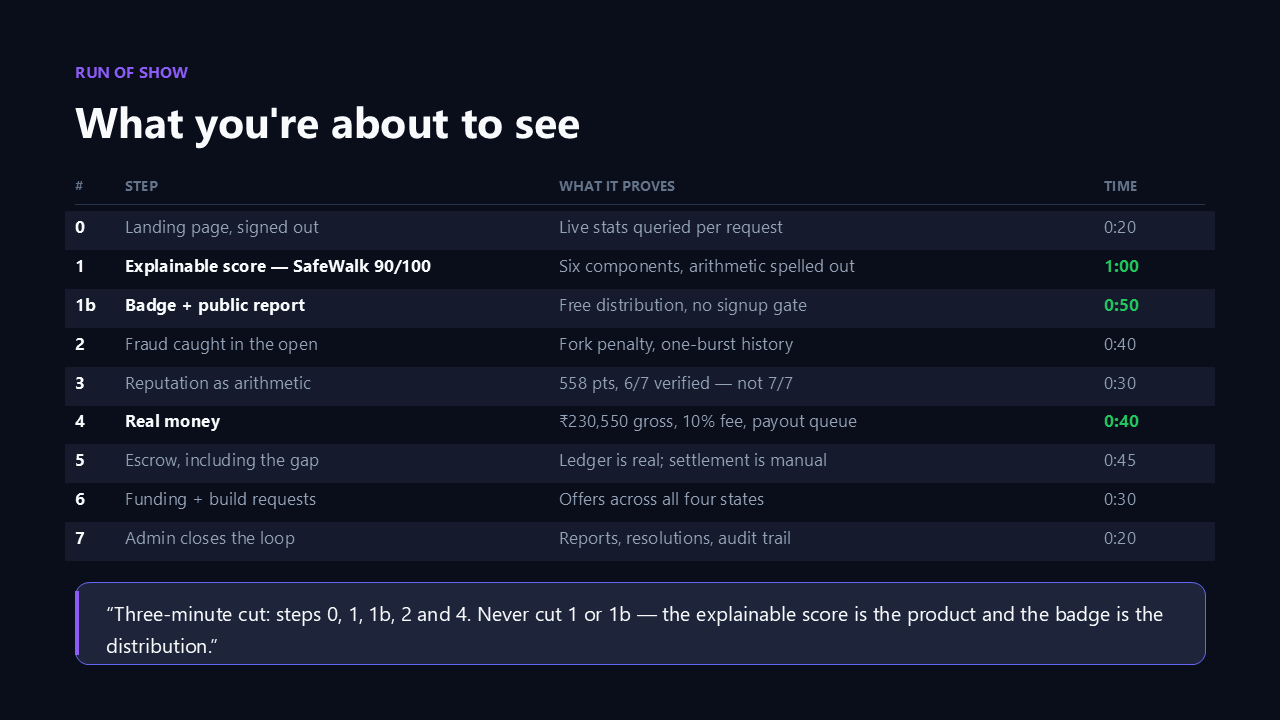 RUN OF SHOW
What you're about to see
# STEP WHAT IT PROVES TIME
0 Landing page, signed out Live stats queried per request 0:20
1 Explainable score — SafeWalk 90/100 Six components, arithmetic spelled out 1:00
1b Badge + public report Free distribution, no signup gate 0:50
2 Fraud caught in the open Fork penalty, one-burst history 0:40
3 Reputation as arithmetic 558 pts, 6/7 verified — not 7/7 0:30
4 Real money ₹230,550 gross, 10% fee, payout queue 0:40
5 Escrow, including the gap Ledger is real; settlement is manual 0:45
6 Funding + build requests Offers across all four states 0:30
7 Admin closes the loop Reports, resolutions, audit trail 0:20
“Three-minute cut: steps 0, 1, 1b, 2 and 4. Never cut 1 or 1b — the explainable score is the product and the badge is the
distribution.”